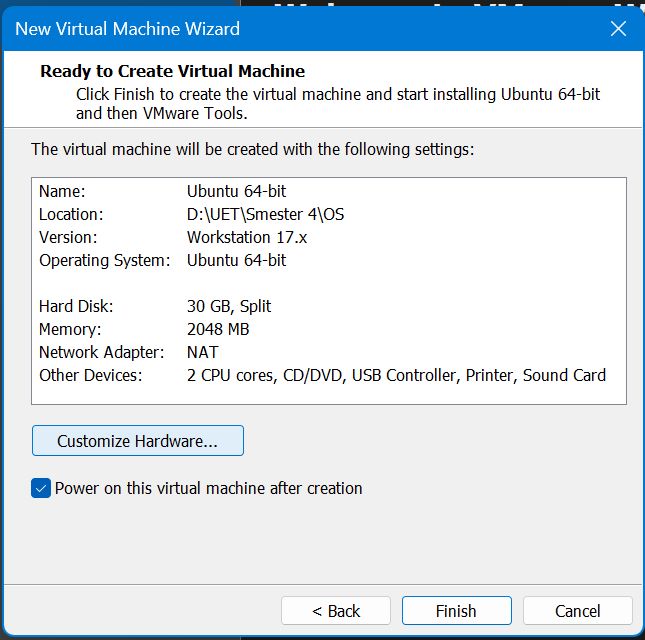 New Virtual Machine Wizard
Ready to Create Virtual Machine
Click Finish to create the virtual machine and start installing Ubuntu 64-bit
and then VMware Tools.
The virtual machine will be created with the following settings:
Name: Ubuntu 64-bit
Location: D:\UET\Smester 4\OS
Version: Workstation 17.x
Operating System: Ubuntu 64-bit
Hard Disk: 30 GB, Split
Memory: 2048 MB
Network Adapter: NAT
Other Devices: 2 CPU cores, CD/DVD, USB Controller, Printer, Sound Card
Customize Hardware...
Power on this virtual machine after creation
< Back Finish Cancel